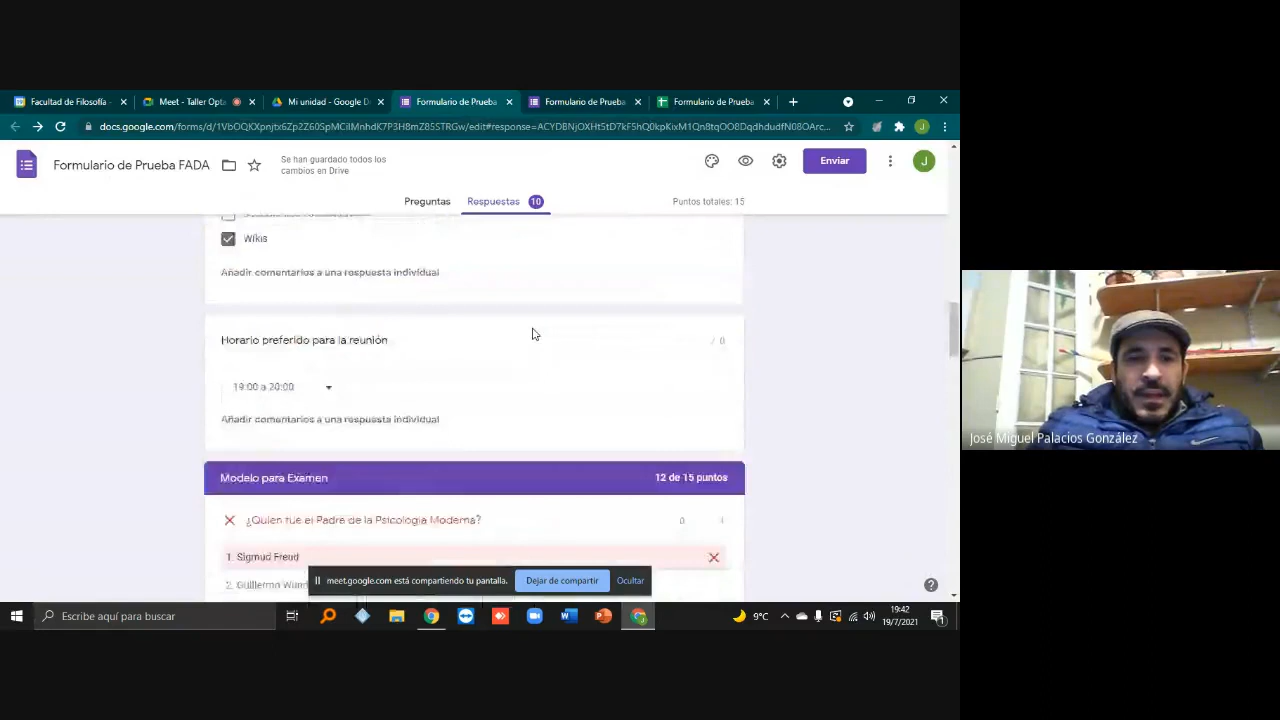 Facultad de Filosofía -
Meet - Taller Opta
Mi unidad - Google D
Formulario de Prueba
Formulario de Prueba
Formulario de Prueba
Formulario de Prueba FADA
Se han guardado todos los
cambios en Drive
Enviar
J
Preguntas
Respuestas 10
Puntos totales: 15
Wikis
Añadir comentarios a una respuesta individual
Horario preferido para la reunión
/ 0
19:00 a 20:00
Añadir comentarios a una respuesta individual
Modelo para Examen
12 de 15 puntos
¿Quien fue el Padre de la Psicologia Moderna?
0
1. Sigmud Freud
2. Guillermo Wund
meet.google.com está compartiendo tu pantalla.
Dejar de compartir
Ocultar
Escribe aquí para buscar
9°C
19:42
19/7/2021
José Miguel Palacios González